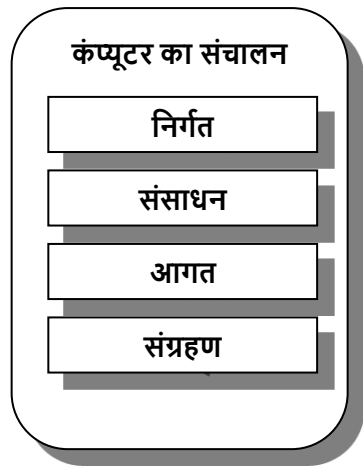 कंप्यूटर का संचालन
निर्गत
संसाधन
आगत
संग्रहण